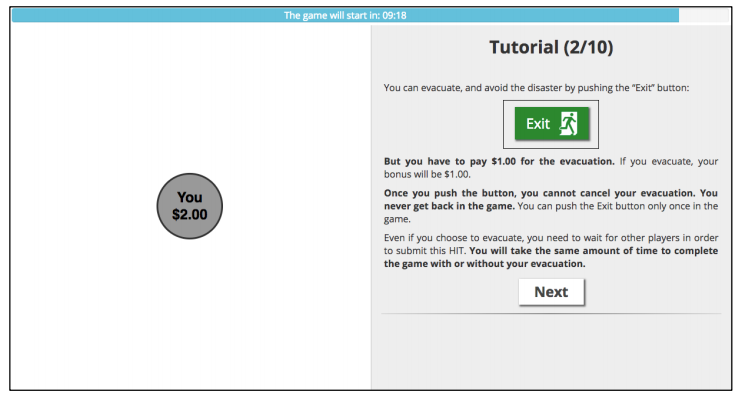 The game will start in: 09:18
Tutorial (2/10)
You can evacuate, and avoid the disaster by pushing the “Exit” button:
Exit
But you have to pay $1.00 for the evacuation. If you evacuate, your
bonus will be $1.00.
Once you push the button, you cannot cancel your evacuation. You
never get back in the game. You can push the Exit button only once in the
game.
Even if you choose to evacuate, you need to wait for other players in order
to submit this HIT. You will take the same amount of time to complete
the game with or without your evacuation.
Next
You
$2.00